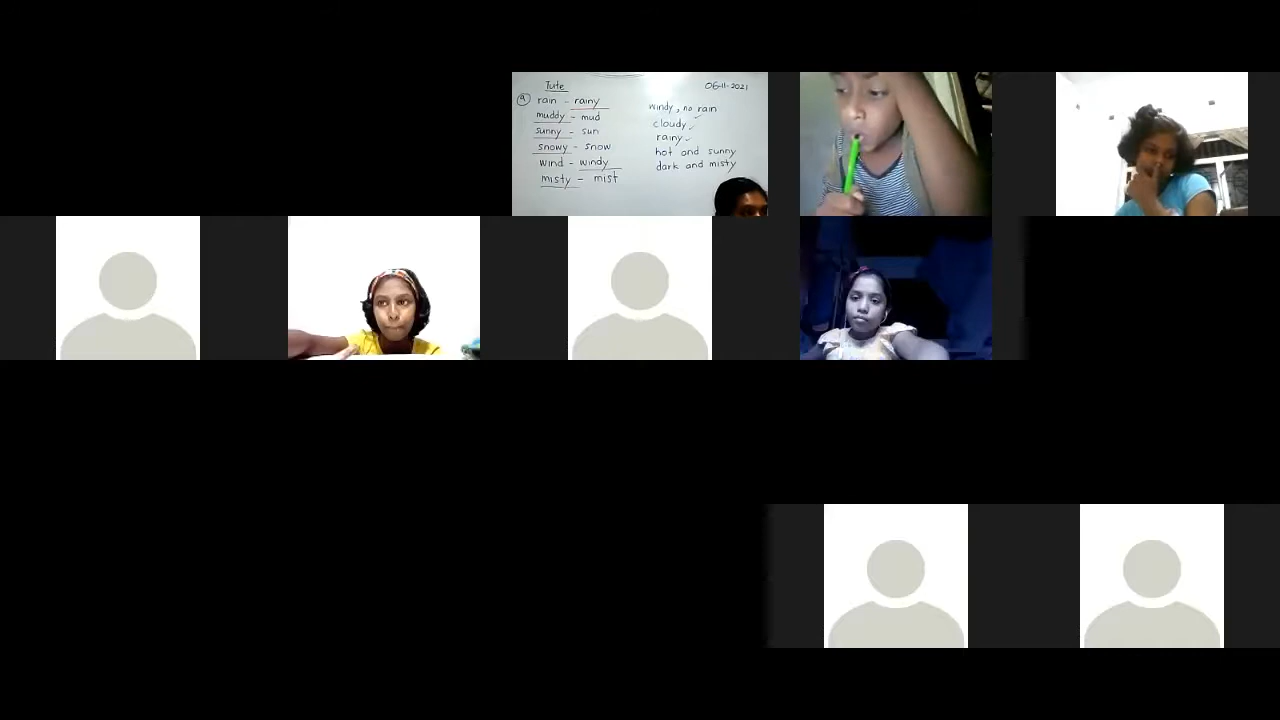 Tute
06-11-2021
9 rain - rainy
muddy - mud
sunny - sun
snowy - snow
wind - windy
misty - mist
windy, no rain
cloudy ✓
rainy ✓
hot and sunny
dark and misty